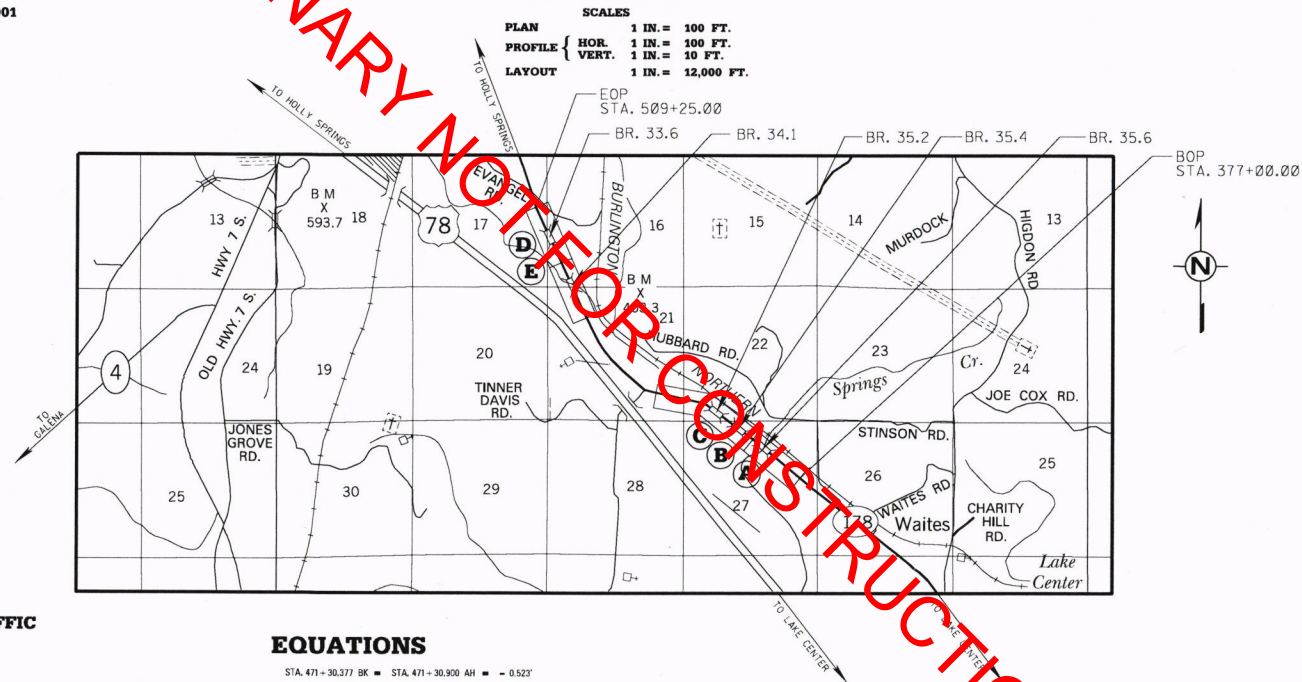 001
SCALES
PLAN 1 IN. = 100 FT.
PROFILE { HOR. 1 IN. = 100 FT.
VERT. 1 IN. = 10 FT.
LAYOUT 1 IN. = 12,000 FT.
NARY NOT FOR CONSTRUCTIO
TO HOLLY SPRINGS
TO HOLLY SPRINGS
EOP
STA. 509+25.00
BR. 33.6
BR. 34.1
BR. 35.2
BR. 35.4
BR. 35.6
BOP
STA. 377+00.00
N
13
HWY 7 S.
B M
X
593.7
18
78
17
EVANGEL
RD.
BURLINGTON
16
15
14
MURDOCK
HIGDON RD
13
D
E
B M
X
21
HUBBARD RD.
22
23
Springs
Cr.
24
JOE COX RD.
4
TO
GALENA
OLD HWY. 7 S.
24
19
20
TINNER
DAVIS
RD.
NORTHERN
JONES
GROVE
RD.
C
B
A
STINSON RD.
25
30
29
28
27
26
25
178
WAITES RD.
Waites
CHARITY
HILL
RD.
Lake
Center
TO LAKE CENTER
TO LAKE CENTER
FFIC
EQUATIONS
STA. 471+30.377 BK = STA. 471+30.900 AH = - 0.523'